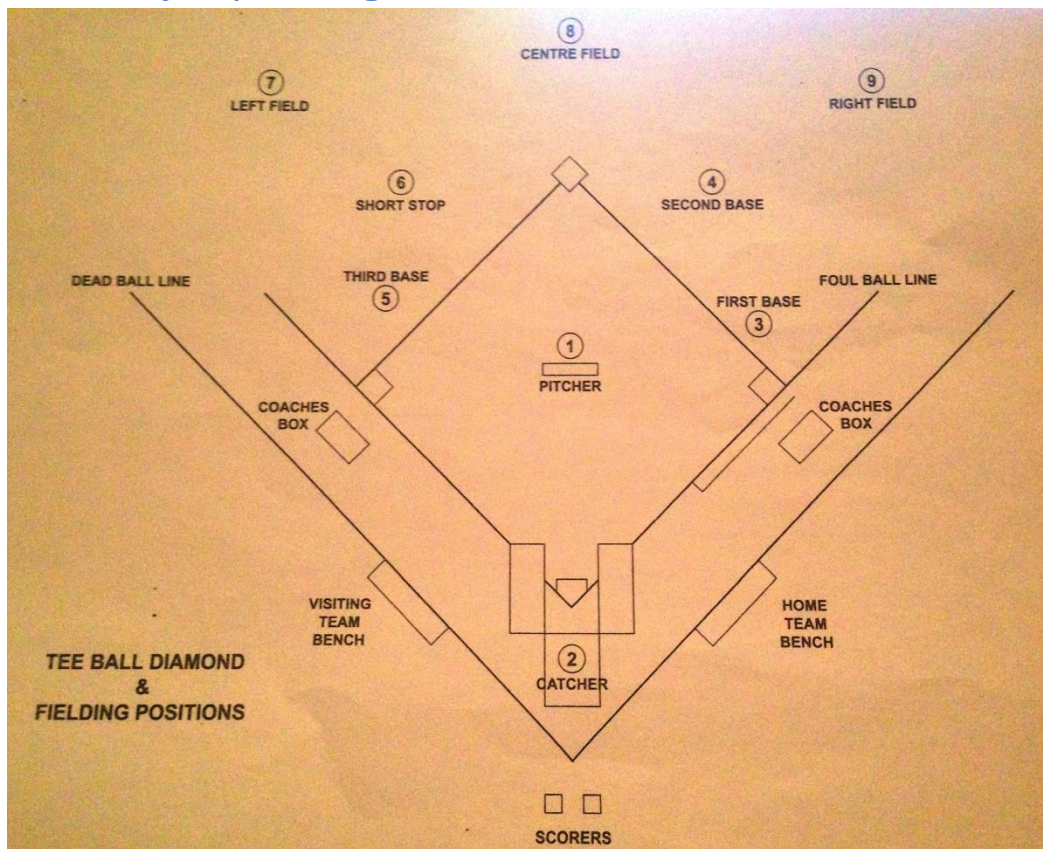 8
CENTRE FIELD
7
LEFT FIELD
9
RIGHT FIELD
6
SHORT STOP
4
SECOND BASE
DEAD BALL LINE
THIRD BASE
5
FOUL BALL LINE
FIRST BASE
3
1
PITCHER
COACHES
BOX
COACHES
BOX
VISITING
TEAM
BENCH
HOME
TEAM
BENCH
2
CATCHER
TEE BALL DIAMOND
&
FIELDING POSITIONS
SCORERS